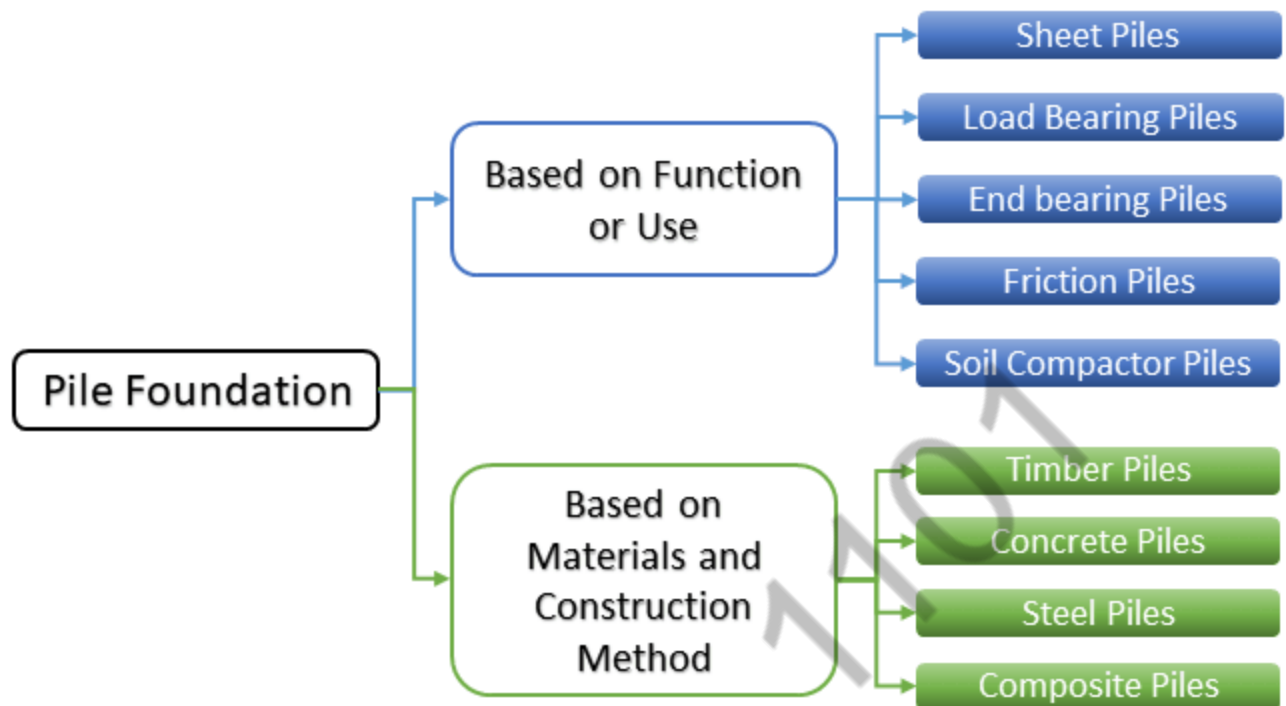 Pile Foundation
Based on Function
or Use
Sheet Piles
Load Bearing Piles
End bearing Piles
Friction Piles
Soil Compactor Piles
Based on
Materials and
Construction
Method
Timber Piles
Concrete Piles
Steel Piles
Composite Piles
1101